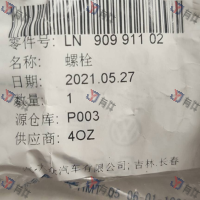 零件号: LN 909 911 02
名称: 螺栓
日期: 2021.05.27
数量: 1
源仓库: P003
供应商: 4OZ
汽车有限公司; 吉林.长春